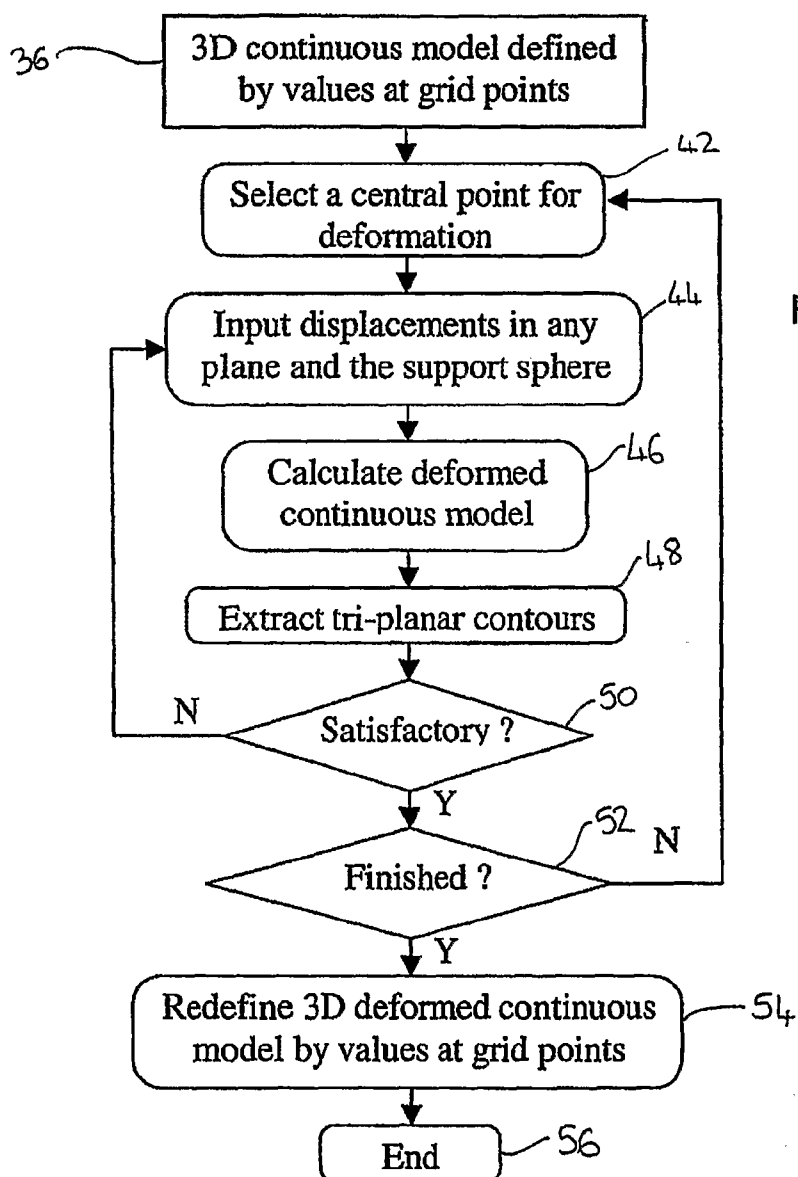 36
3D continuous model defined
by values at grid points
42
Select a central point for
deformation
44
Input displacements in any
plane and the support sphere
46
Calculate deformed
continuous model
48
Extract tri-planar contours
50
N
Satisfactory ?
Y
52
N
Finished ?
Y
Redefine 3D deformed continuous
model by values at grid points
54
End
56